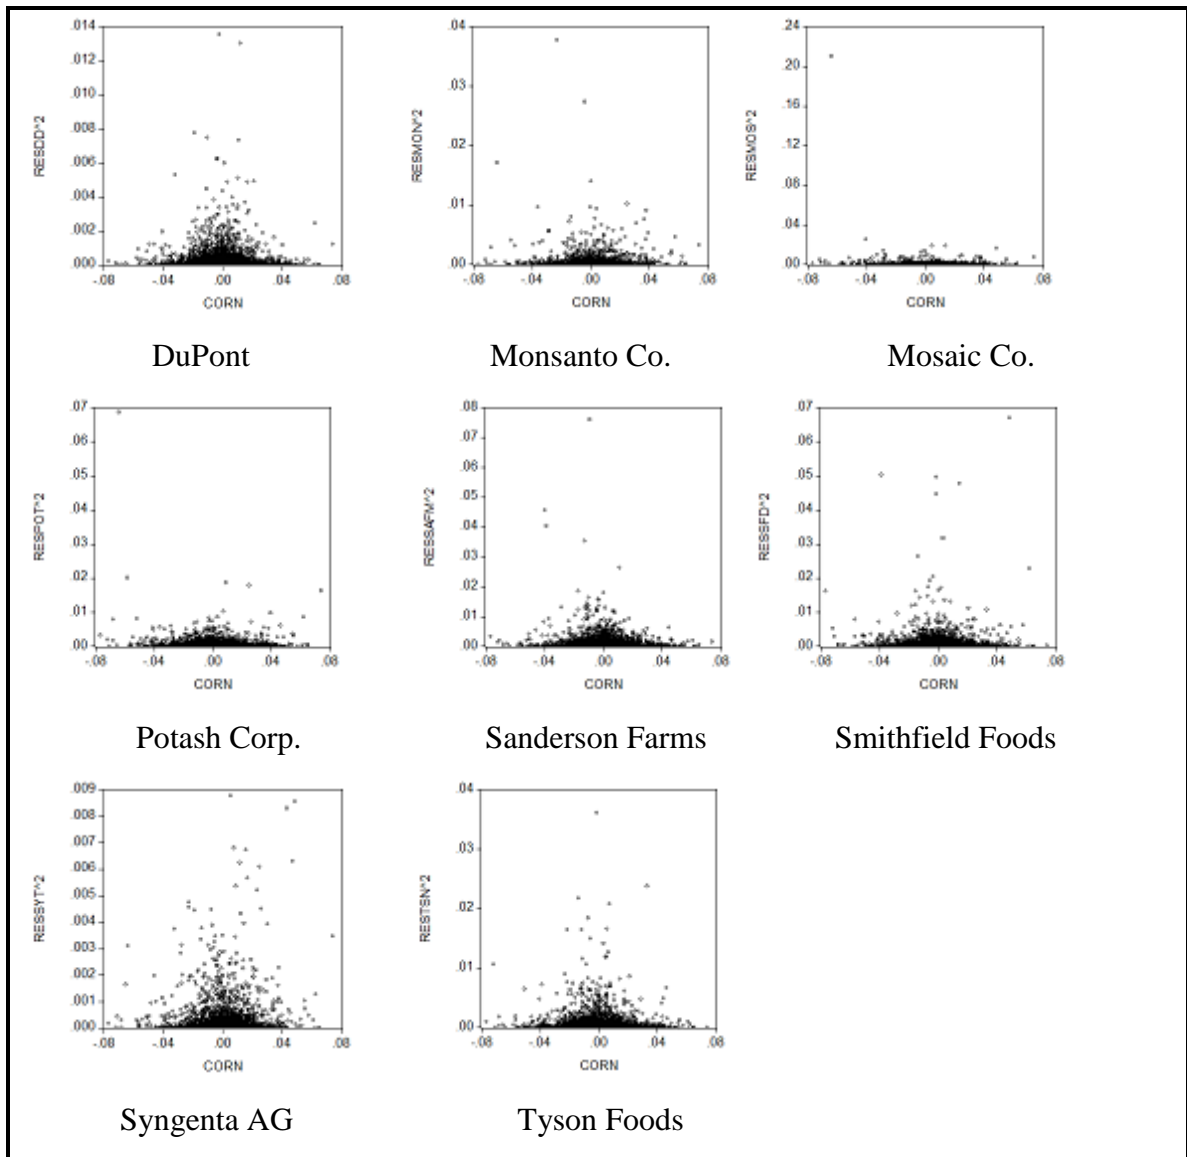 .014
.012
.010
.008
.006
.004
.002
.000
RESDD^2
-.08 -.04 .00 .04 .08
CORN
DuPont
.04
.03
.02
.01
.00
RESMON^2
-.08 -.04 .00 .04 .08
CORN
Monsanto Co.
.24
.20
.16
.12
.08
.04
.00
RESMOS^2
-.08 -.04 .00 .04 .08
CORN
Mosaic Co.
.07
.06
.05
.04
.03
.02
.01
.00
RESPOT^2
-.08 -.04 .00 .04 .08
CORN
Potash Corp.
.08
.07
.06
.05
.04
.03
.02
.01
.00
RESSAFM^2
-.08 -.04 .00 .04 .08
CORN
Sanderson Farms
.07
.06
.05
.04
.03
.02
.01
.00
RESSFD^2
-.08 -.04 .00 .04 .08
CORN
Smithfield Foods
.009
.008
.007
.006
.005
.004
.003
.002
.001
.000
RESSYT^2
-.08 -.04 .00 .04 .08
CORN
Syngenta AG
.04
.03
.02
.01
.00
RESTSN^2
-.08 -.04 .00 .04 .08
CORN
Tyson Foods